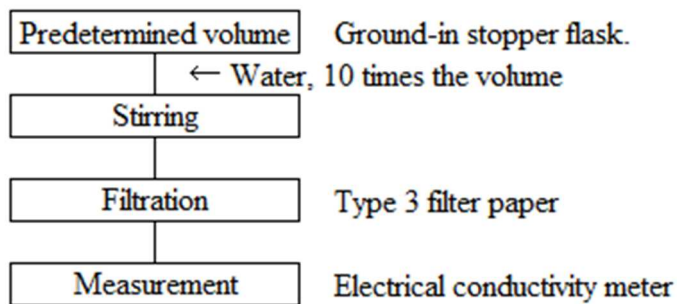 Predetermined volume Ground-in stopper flask.
← Water, 10 times the volume
Stirring
Filtration Type 3 filter paper
Measurement Electrical conductivity meter